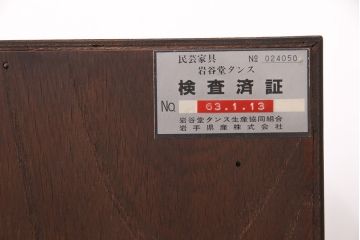 民芸家具 № 024050
岩谷堂タンス
検査済証
No. 63.1.13
岩谷堂タンス生産協同組合
岩手県産株式会社